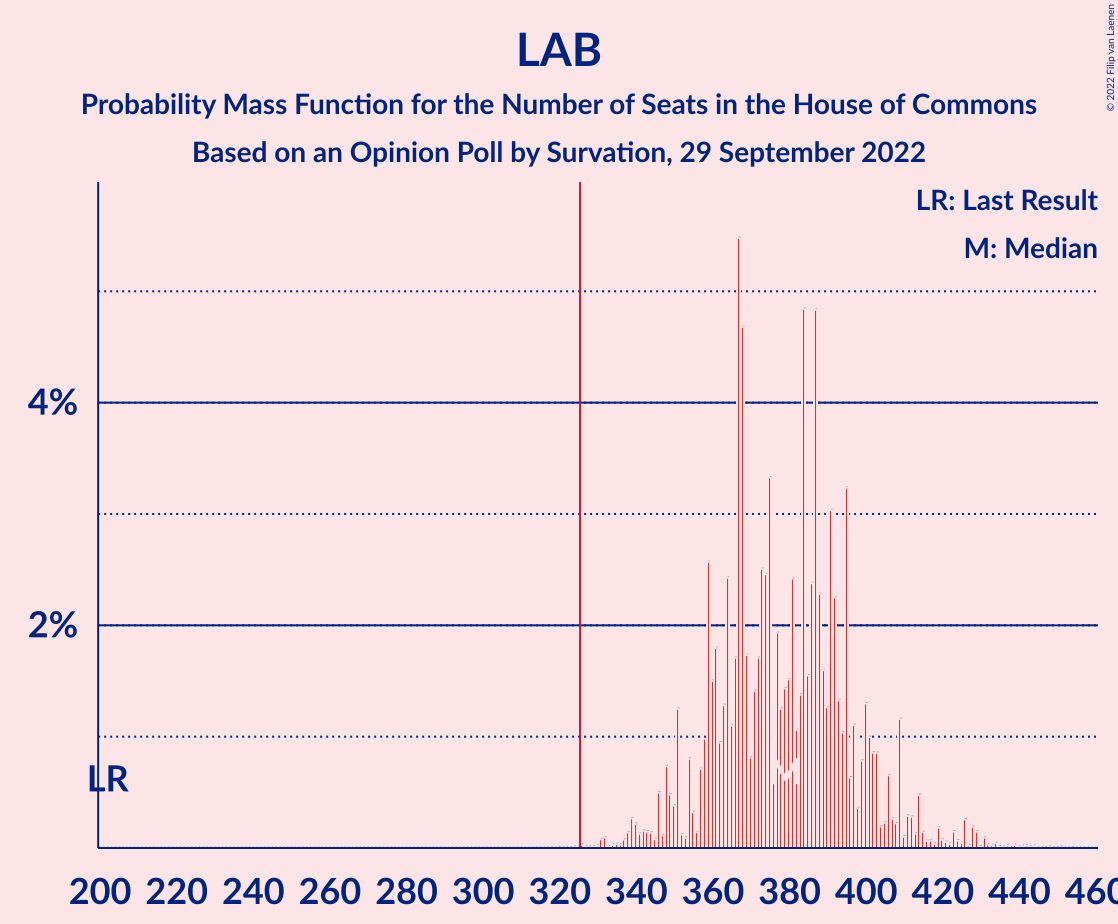 LAB
Probability Mass Function for the Number of Seats in the House of Commons
Based on an Opinion Poll by Survation, 29 September 2022
© 2022 Filip van Laenen
LR: Last Result
M: Median
4%
2%
LR
M
200 220 240 260 280 300 320 340 360 380 400 420 440 460